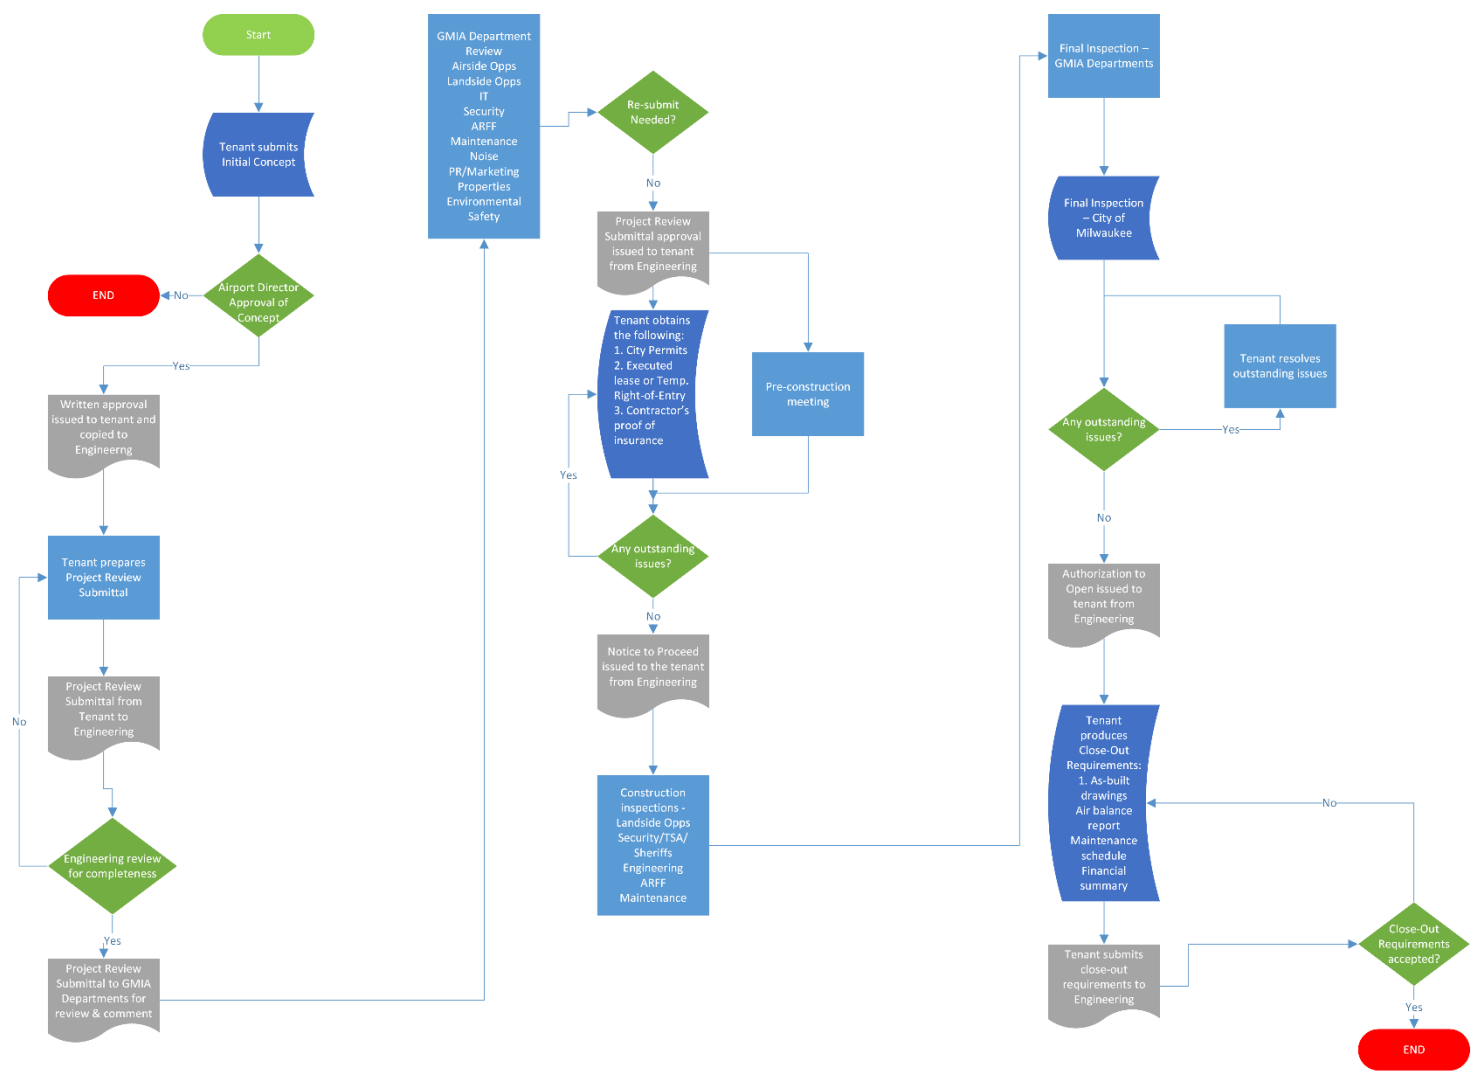 Start
Tenant submits
Initial Concept
Airport Director
Approval of
Concept
No
END
Yes
Written approval
issued to tenant and
copied to
Engineerng
Tenant prepares
Project Review
Submittal
Project Review
Submittal from
Tenant to
Engineering
No
Engineering review
for completeness
Yes
Project Review
Submittal to GMIA
Departments for
review & comment
GMIA Department
Review
Airside Opps
Landside Opps
IT
Security
ARFF
Maintenance
Noise
PR/Marketing
Properties
Environmental
Safety
Re-submit
Needed?
No
Project Review
Submittal approval
issued to tenant
from Engineering
Tenant obtains
the following:
1. City Permits
2. Executed
lease or Temp.
Right-of-Entry
3. Contractor's
proof of
insurance
Pre-construction
meeting
Yes
Any outstanding
issues?
No
Notice to Proceed
issued to the tenant
from Engineering
Construction
inspections -
Landside Opps
Security/TSA/
Sheriffs
Engineering
ARFF
Maintenance
Final Inspection –
GMIA Departments
Final Inspection
– City of
Milwaukee
Tenant resolves
outstanding issues
Any outstanding
issues?
Yes
No
Authorization to
Open issued to
tenant from
Engineering
Tenant
produces
Close-Out
Requirements:
1. As-built
drawings
Air balance
report
Maintenance
schedule
Financial
summary
No
Tenant submits
close-out
requirements to
Engineering
Close-Out
Requirements
accepted?
Yes
END